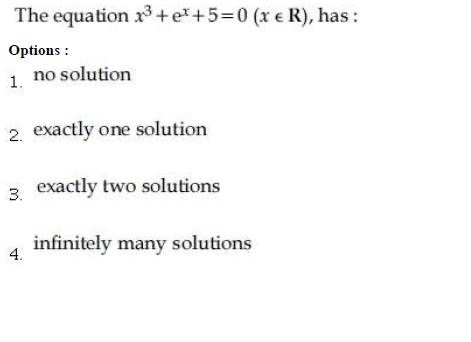 The equation x³+eˣ+5=0 (x ϵ R), has :
Options :
1. no solution
2. exactly one solution
3. exactly two solutions
4. infinitely many solutions